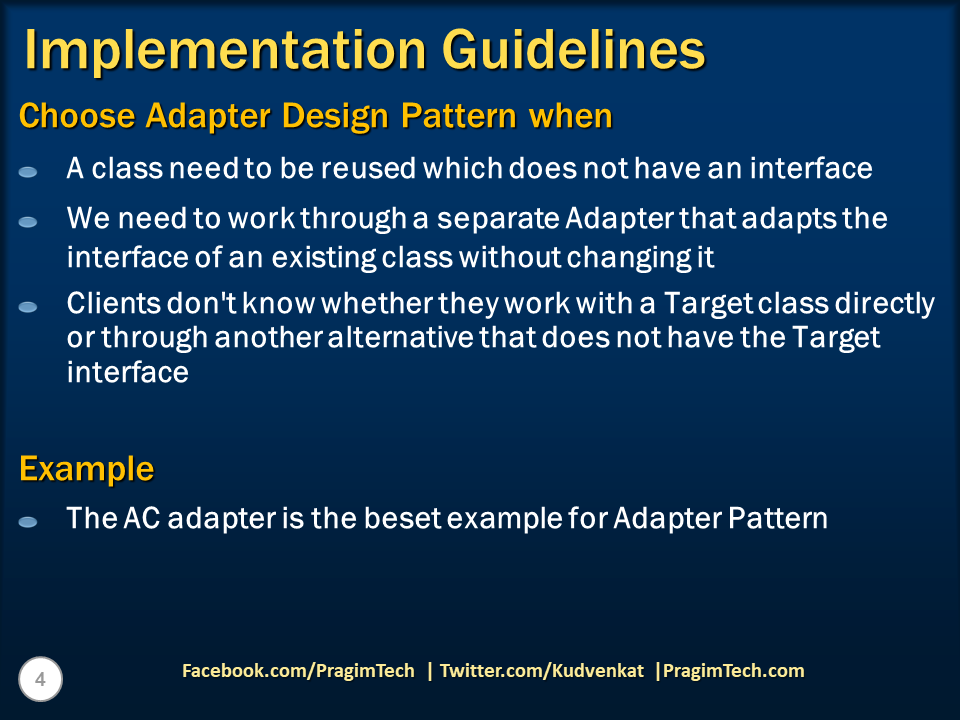 Implementation Guidelines
Choose Adapter Design Pattern when
A class need to be reused which does not have an interface
We need to work through a separate Adapter that adapts the
interface of an existing class without changing it
Clients don't know whether they work with a Target class directly
or through another alternative that does not have the Target
interface
Example
The AC adapter is the beset example for Adapter Pattern
4
Facebook.com/PragimTech | Twitter.com/Kudvenkat |PragimTech.com